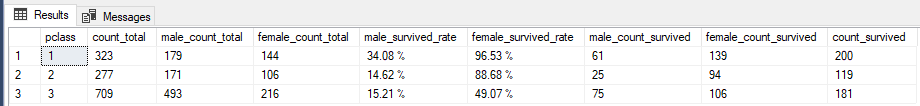 Results Messages
pclass count_total male_count_total female_count_total male_survived_rate female_survived_rate male_count_survived female_count_survived count_survived
1 1 323 179 144 34.08 % 96.53 % 61 139 200
2 2 277 171 106 14.62 % 88.68 % 25 94 119
3 3 709 493 216 15.21 % 49.07 % 75 106 181